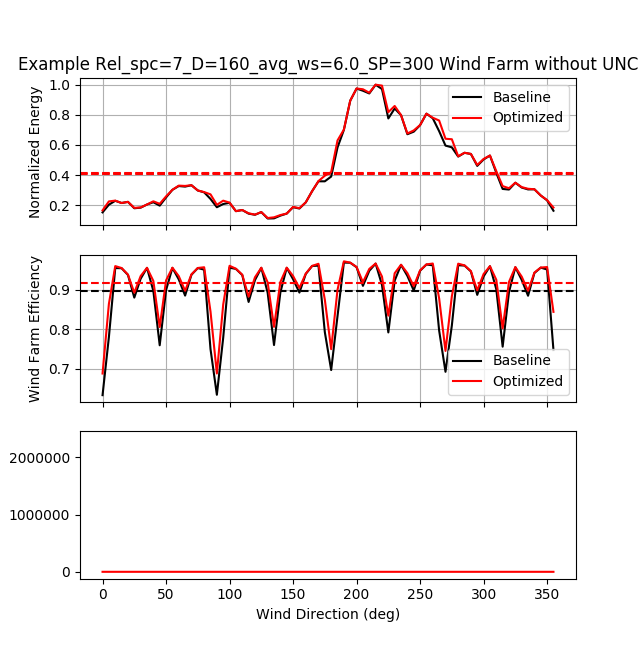 Example Rel_spc=7_D=160_avg_ws=6.0_SP=300 Wind Farm without UNC
Normalized Energy
1.0
0.8
0.6
0.4
0.2
Baseline
Optimized
Wind Farm Efficiency
0.9
0.8
0.7
Baseline
Optimized
2000000
1000000
0
0 50 100 150 200 250 300 350
Wind Direction (deg)